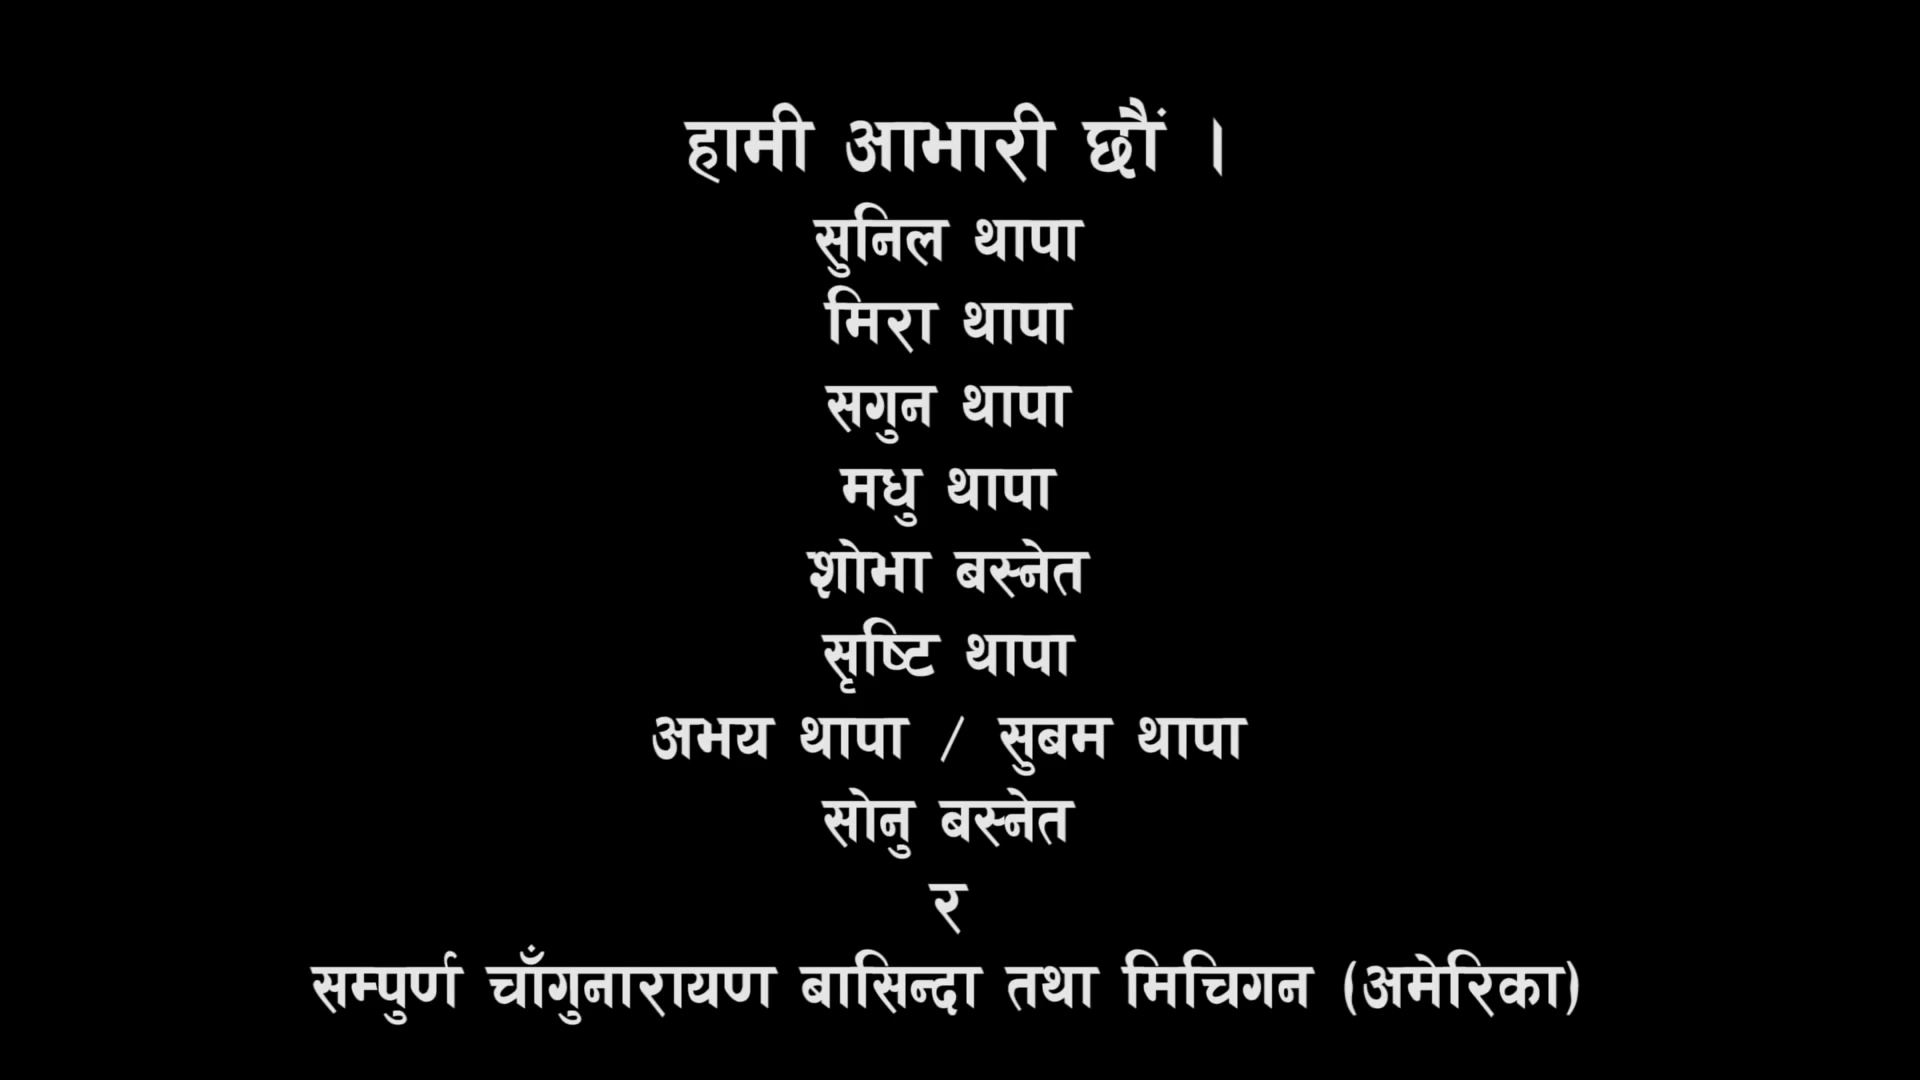 हामी आभारी छौं ।
सुनिल थापा
मिरा थापा
सगुन थापा
मधु थापा
शोभा बस्नेत
सृष्टि थापा
अभय थापा / सुबम थापा
सोनु बस्नेत
र
सम्पुर्ण चाँगुनारायण बासिन्दा तथा मिचिगन (अमेरिका)